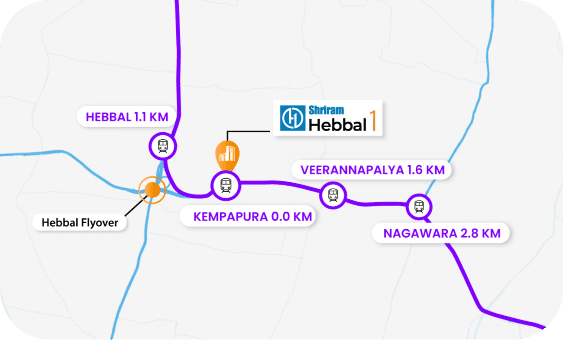 HEBBAL 1.1 KM
Shriram
Hebbal 1
VEERANNAPALYA 1.6 KM
KEMPAPURA 0.0 KM
Hebbal Flyover
NAGAWARA 2.8 KM